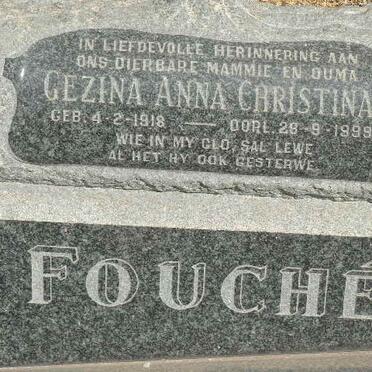 IN LIEFDEVOLLE HERINNERING AAN
ONS DIERBARE MAMMIE EN OUMA
GEZINA ANNA CHRISTINA
GEB. 4-2-1918 — OORL. 28-9-1999
WIE IN MY GLO, SAL LEWE
AL HET HY OOK GESTERWE
FOUCHÉ